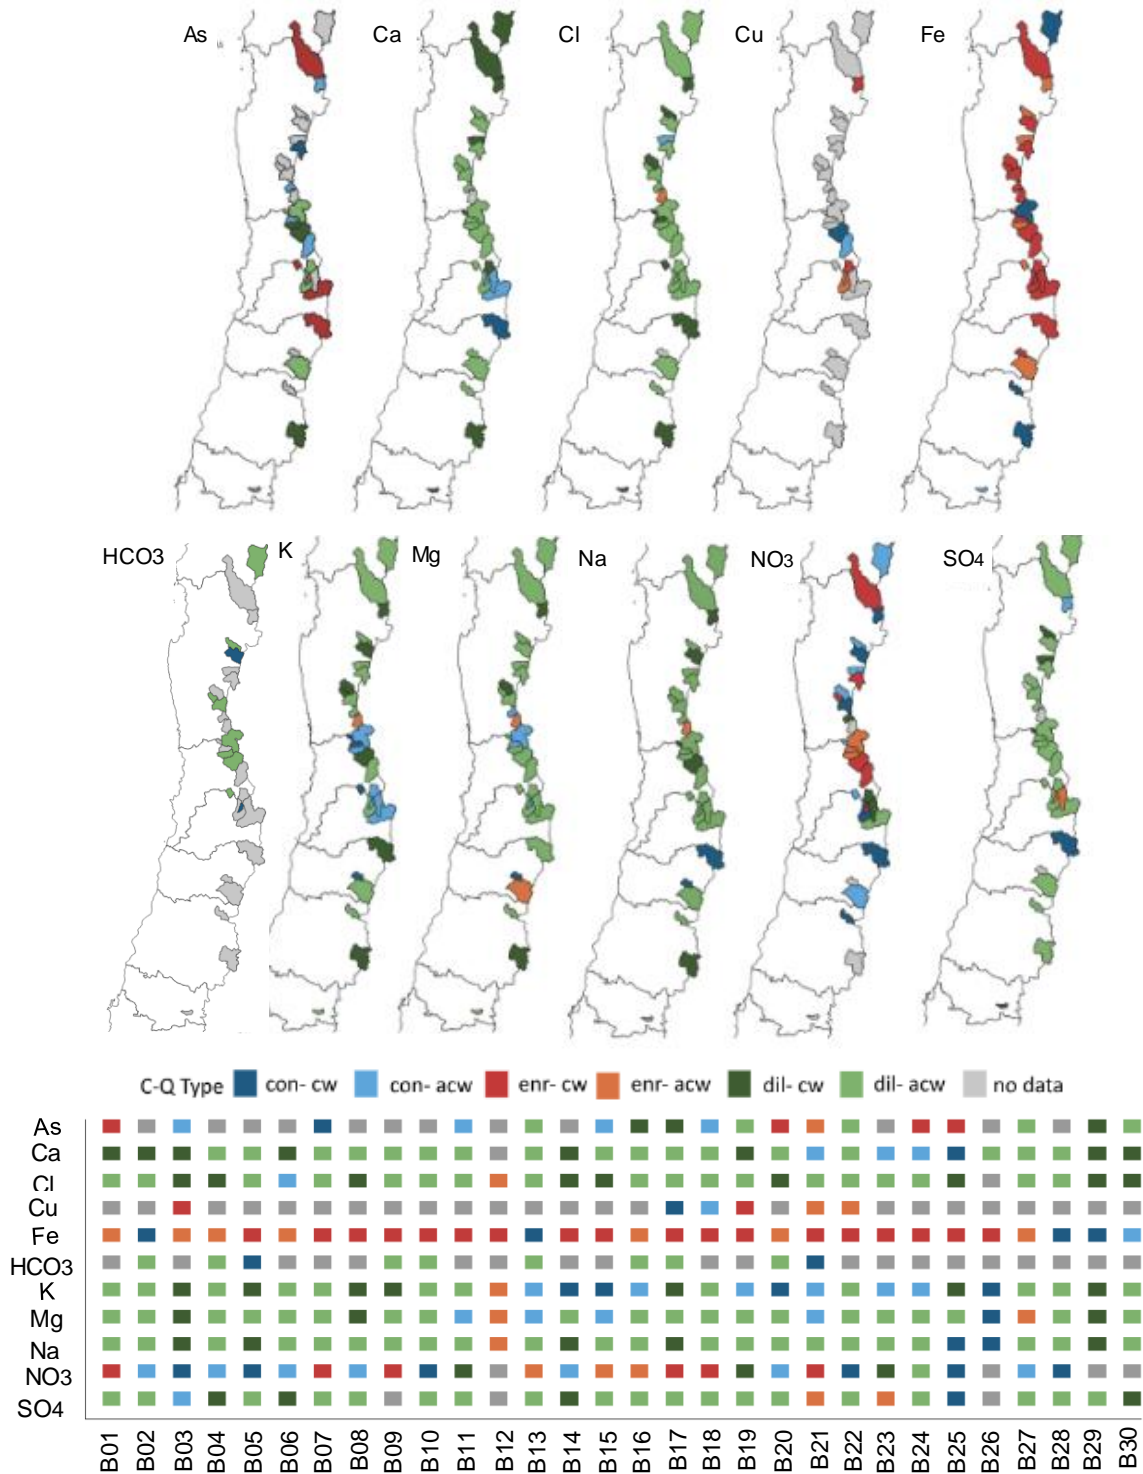 As Ca Cl Cu Fe
HCO3 K Mg Na NO3 SO4
C-Q Type con- cw con- acw enr- cw enr- acw dil- cw dil- acw no data
As
Ca
Cl
Cu
Fe
HCO3
K
Mg
Na
NO3
SO4
B01 B02 B03 B04 B05 B06 B07 B08 B09 B10 B11 B12 B13 B14 B15 B16 B17 B18 B19 B20 B21 B22 B23 B24 B25 B26 B27 B28 B29 B30